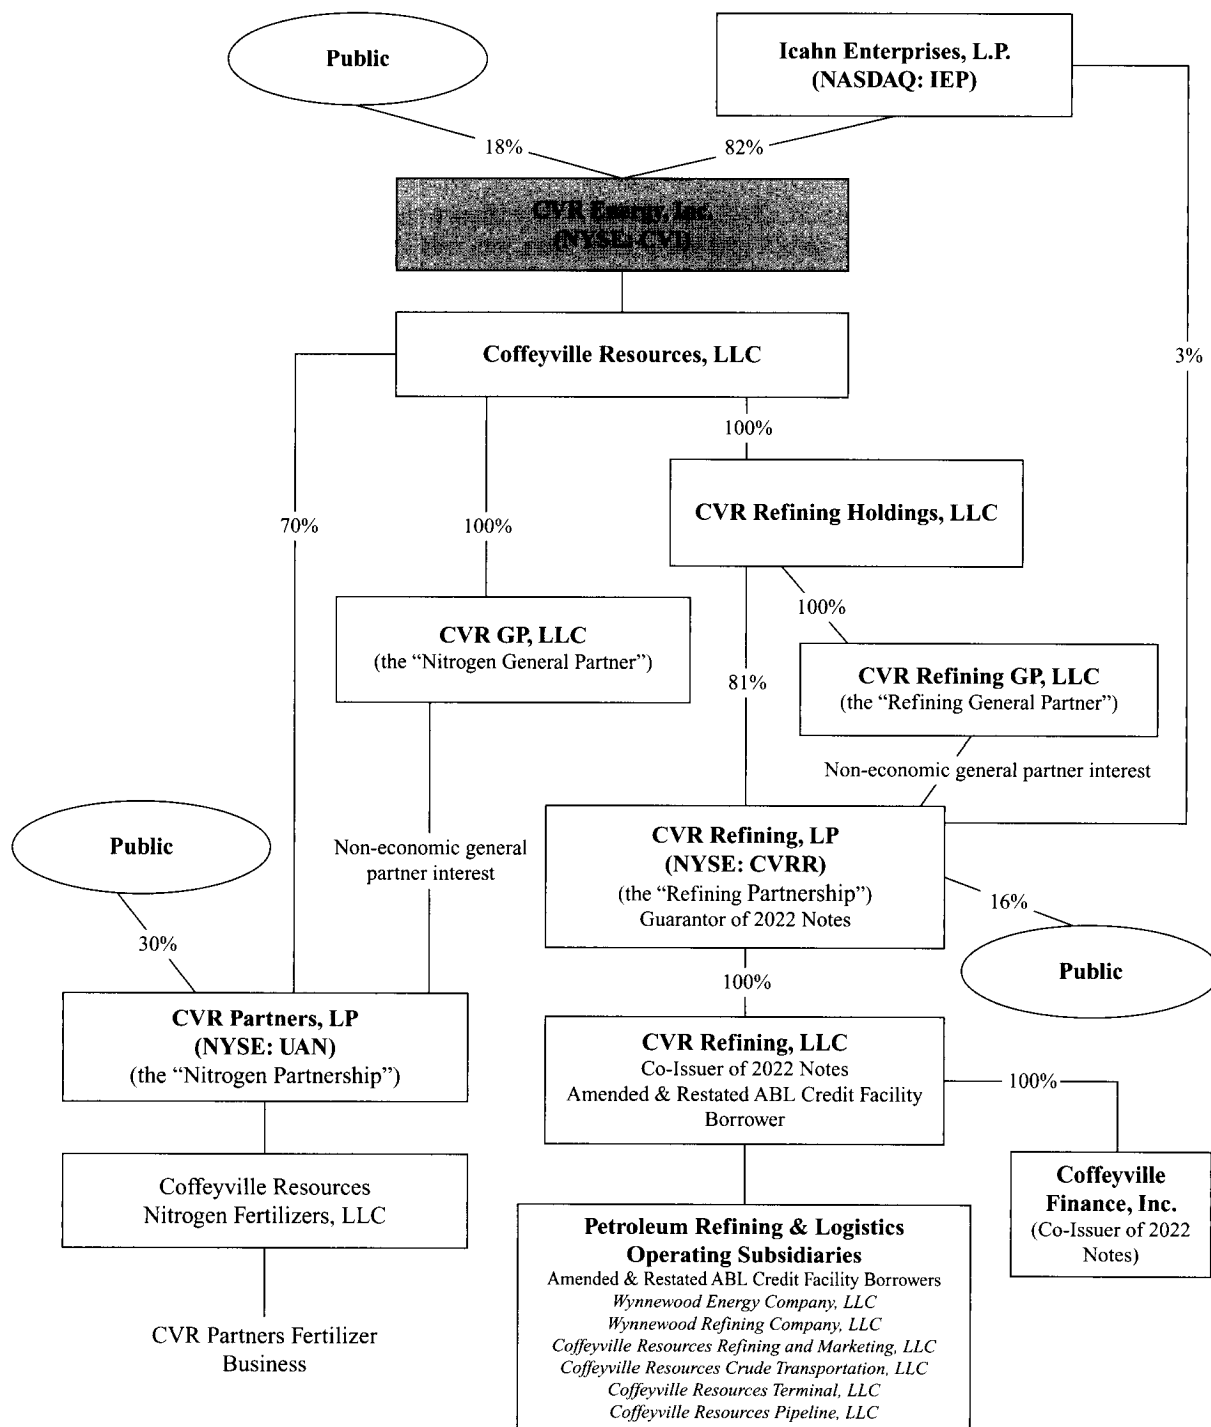 Public
Icahn Enterprises, L.P.
(NASDAQ: IEP)
18%
82%
CVR Energy, Inc.
(NYSE: CVI)
Coffeyville Resources, LLC
3%
100%
CVR Refining Holdings, LLC
70%
100%
100%
CVR GP, LLC
(the “Nitrogen General Partner”)
CVR Refining GP, LLC
(the “Refining General Partner”)
81%
Non-economic general partner interest
Public
Non-economic general
partner interest
CVR Refining, LP
(NYSE: CVRR)
(the “Refining Partnership”)
Guarantor of 2022 Notes
16%
30%
Public
100%
CVR Partners, LP
(NYSE: UAN)
(the “Nitrogen Partnership”)
CVR Refining, LLC
Co-Issuer of 2022 Notes
Amended & Restated ABL Credit Facility
Borrower
100%
Coffeyville Resources
Nitrogen Fertilizers, LLC
Coffeyville
Finance, Inc.
(Co-Issuer of 2022
Notes)
Petroleum Refining & Logistics
Operating Subsidiaries
Amended & Restated ABL Credit Facility Borrowers
Wynnewood Energy Company, LLC
Wynnewood Refining Company, LLC
Coffeyville Resources Refining and Marketing, LLC
Coffeyville Resources Crude Transportation, LLC
Coffeyville Resources Terminal, LLC
Coffeyville Resources Pipeline, LLC
CVR Partners Fertilizer
Business